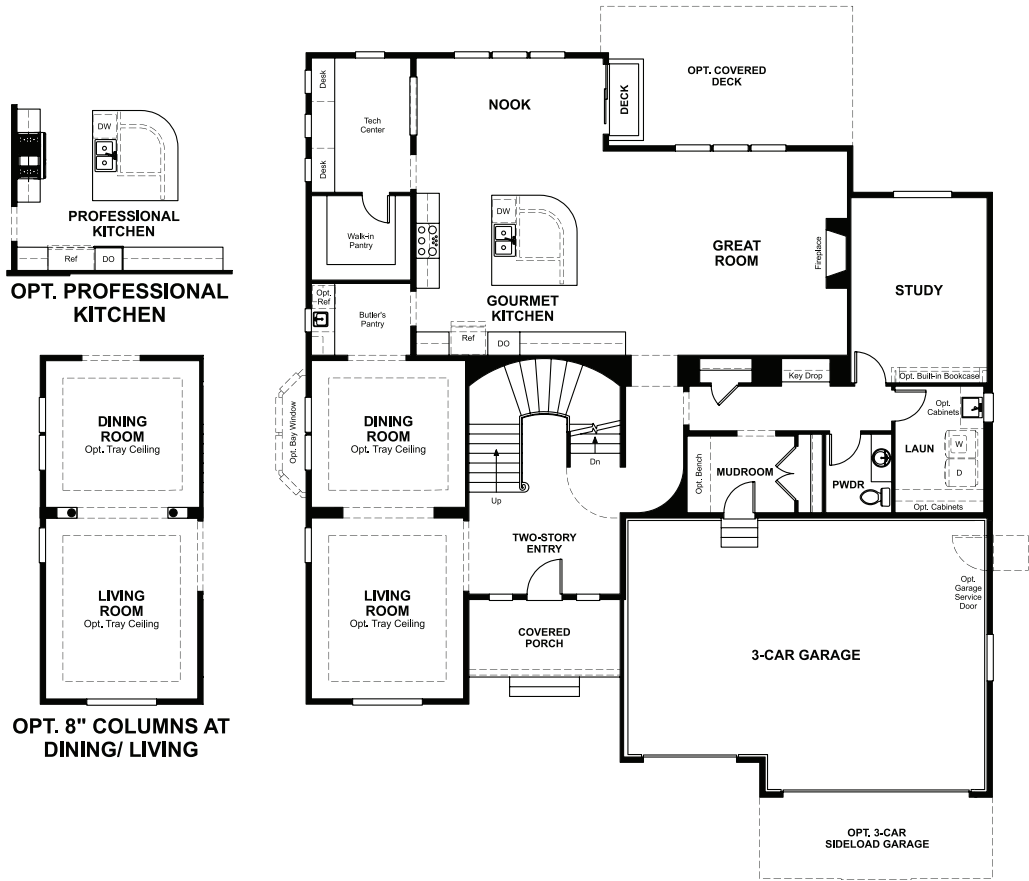 DW
PROFESSIONAL
KITCHEN
Ref
DO
OPT. PROFESSIONAL
KITCHEN
DINING
ROOM
Opt. Tray Ceiling
LIVING
ROOM
Opt. Tray Ceiling
OPT. 8" COLUMNS AT
DINING/ LIVING
Desk
Tech
Center
Desk
NOOK
DECK
OPT. COVERED
DECK
Walk-in
Pantry
DW
GOURMET
KITCHEN
GREAT
ROOM
Fireplace
STUDY
Opt.
Ref
Butler's
Pantry
Ref
DO
Key Drop
Opt. Built-in Bookcase
Opt. Bay Window
DINING
ROOM
Opt. Tray Ceiling
Up
Dn
Opt. Bench
MUDROOM
PWDR
LAUN
Opt.
Cabinets
W
D
Opt. Cabinets
TWO-STORY
ENTRY
LIVING
ROOM
Opt. Tray Ceiling
COVERED
PORCH
3-CAR GARAGE
Opt.
Garage
Service
Door
OPT. 3-CAR
SIDELOAD GARAGE